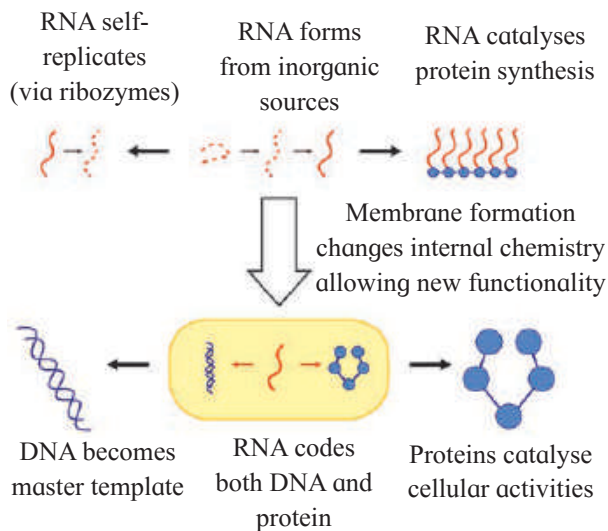 RNA self-
replicates
(via ribozymes)
RNA forms
from inorganic
sources
RNA catalyses
protein synthesis
Membrane formation
changes internal chemistry
allowing new functionality
DNA becomes
master template
RNA codes
both DNA and
protein
Proteins catalyse
cellular activities